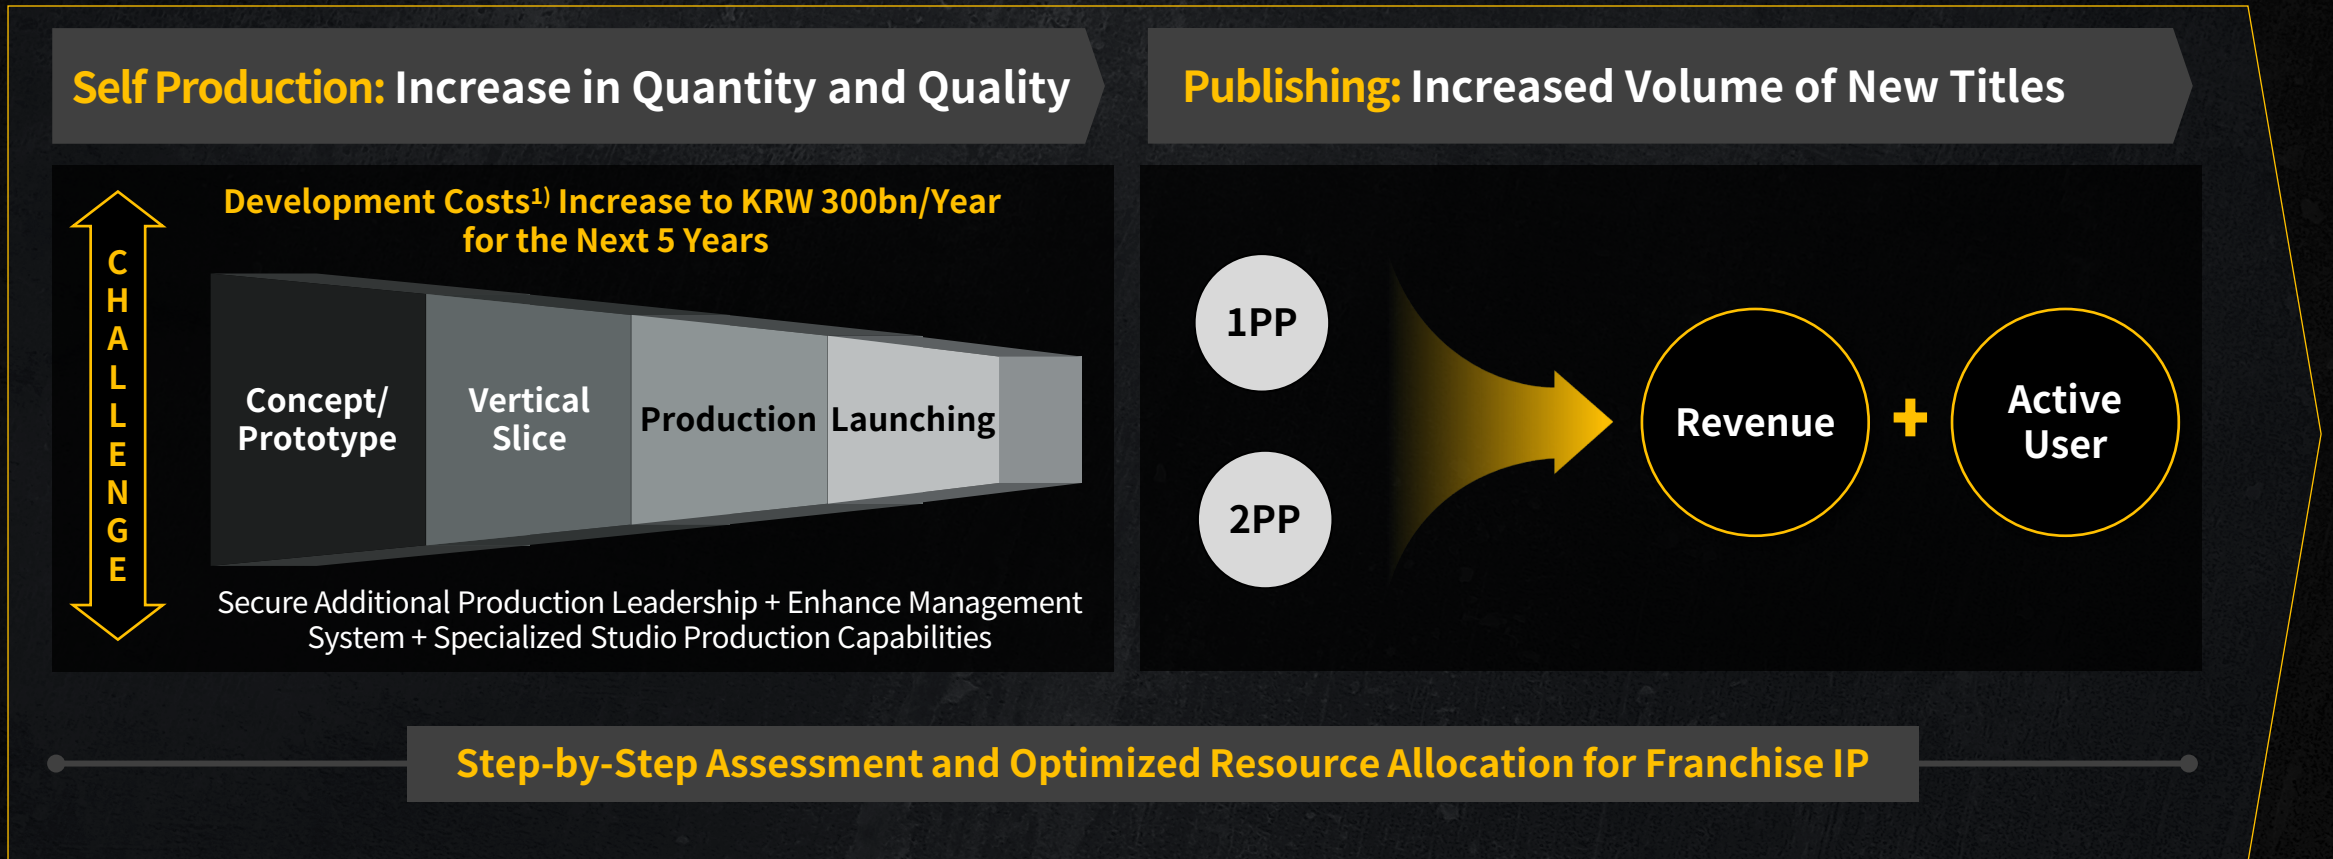 Self Production: Increase in Quantity and Quality
Development Costs1) Increase to KRW 300bn/Year
for the Next 5 Years
CHALLENGE
Concept/
Prototype
Vertical
Slice
Production
Launching
Secure Additional Production Leadership + Enhance Management
System + Specialized Studio Production Capabilities
Publishing: Increased Volume of New Titles
1PP
2PP
Revenue
+
Active
User
Step-by-Step Assessment and Optimized Resource Allocation for Franchise IP